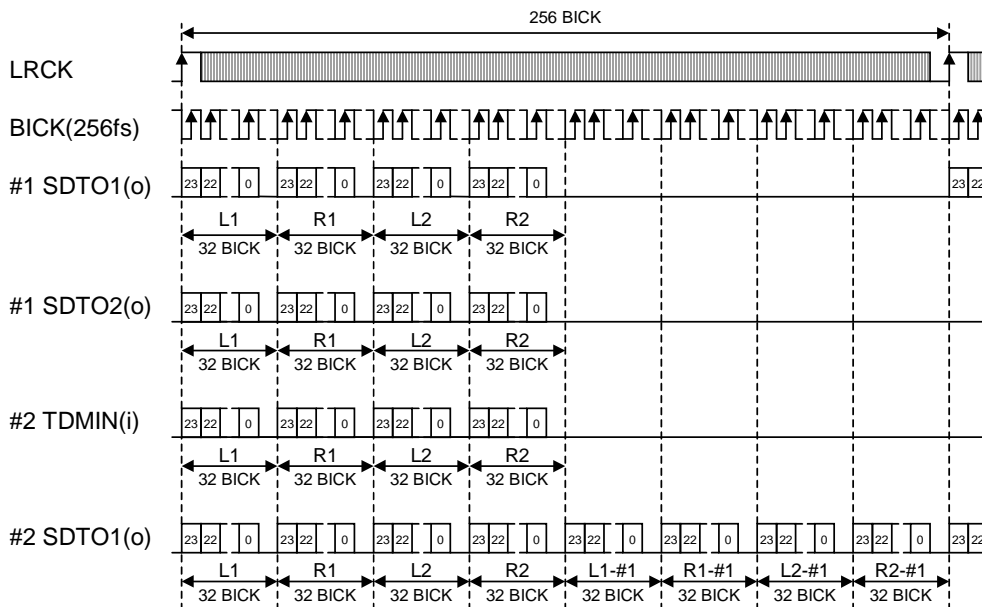 256 BICK
LRCK
BICK(256fs)
#1 SDTO1(o)
23 22 0 23 22 0 23 22 0 23 22 0 23 22
L1 R1 L2 R2
32 BICK 32 BICK 32 BICK 32 BICK
#1 SDTO2(o)
23 22 0 23 22 0 23 22 0 23 22 0
L1 R1 L2 R2
32 BICK 32 BICK 32 BICK 32 BICK
#2 TDMIN(i)
23 22 0 23 22 0 23 22 0 23 22 0
L1 R1 L2 R2
32 BICK 32 BICK 32 BICK 32 BICK
#2 SDTO1(o)
23 22 0 23 22 0 23 22 0 23 22 0 23 22 0 23 22 0 23 22 0 23 22 0 23 22
L1 R1 L2 R2 L1-#1 R1-#1 L2-#1 R2-#1
32 BICK 32 BICK 32 BICK 32 BICK 32 BICK 32 BICK 32 BICK 32 BICK